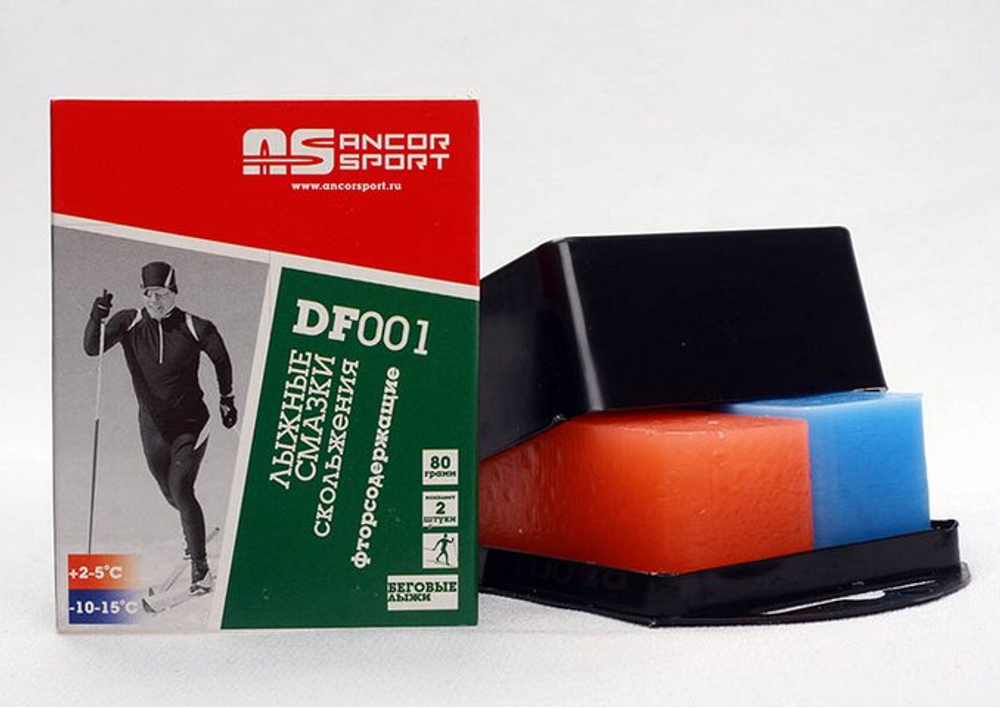 AS ANCOR
SPORT
www.ancorsport.ru
DF001
ЛЫЖНЫЕ
СМАЗКИ
СКОЛЬЖЕНИЯ
фторсодержащие
80
грамм
комплект
2
штуки
БЕГОВЫЕ
ЛЫЖИ
+2-5°C
-10-15°C